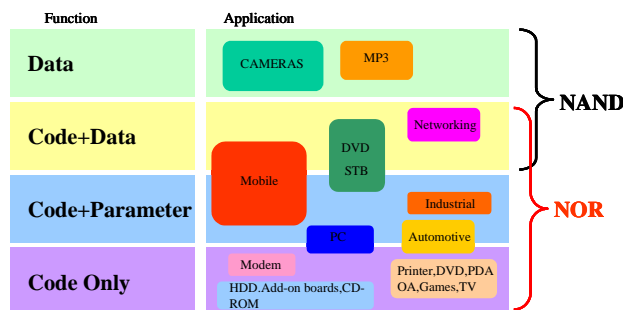 Function
Application
Data
CAMERAS
MP3
NAND
Code+Data
Networking
DVD
STB
Mobile
Code+Parameter
Industrial
NOR
PC
Automotive
Code Only
Modem
HDD.Add-on boards,CD-
ROM
Printer,DVD,PDA
OA,Games,TV